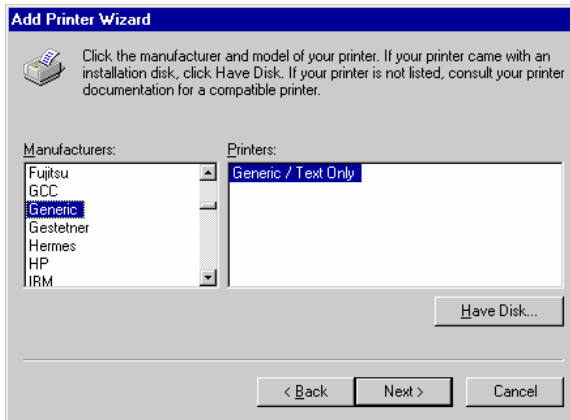 Add Printer Wizard
Click the manufacturer and model of your printer. If your printer came with an
installation disk, click Have Disk. If your printer is not listed, consult your printer
documentation for a compatible printer.
Manufacturers:
Printers:
Fujitsu
GCC
Generic
Gestetner
Hermes
HP
IBM
Generic / Text Only
Have Disk...
< Back
Next >
Cancel